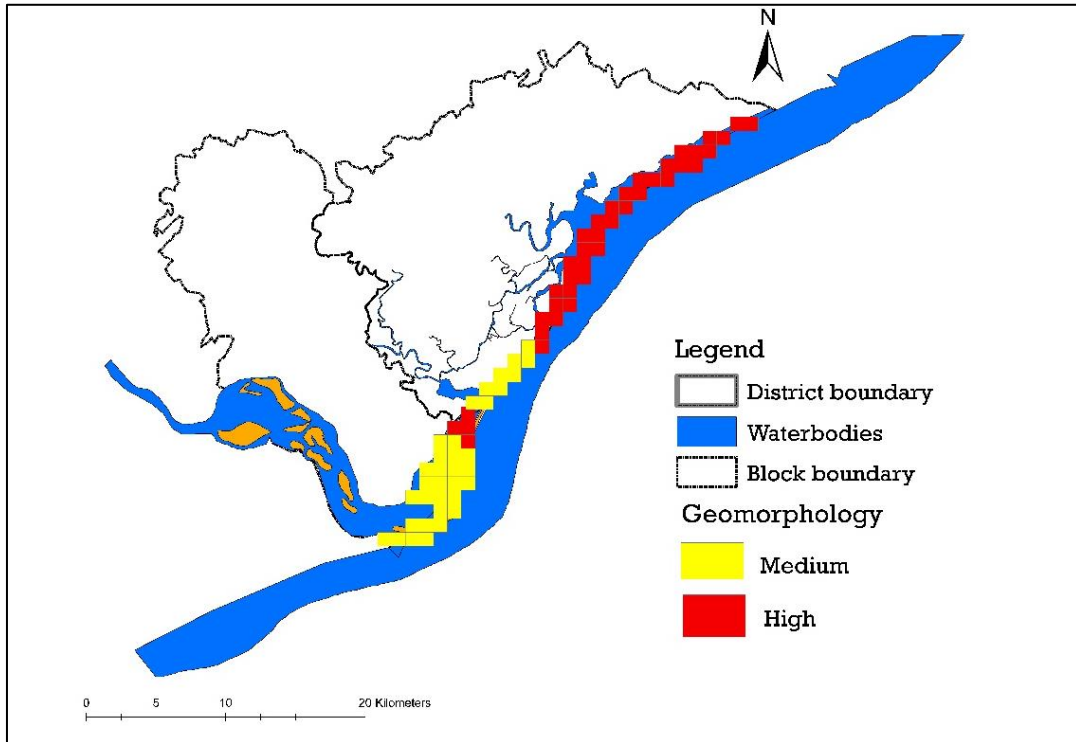 N
Legend
District boundary
Waterbodies
Block boundary
Geomorphology
Medium
High
0 5 10 20 Kilometers